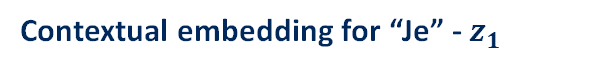 Contextual embedding for “Je” - z₁